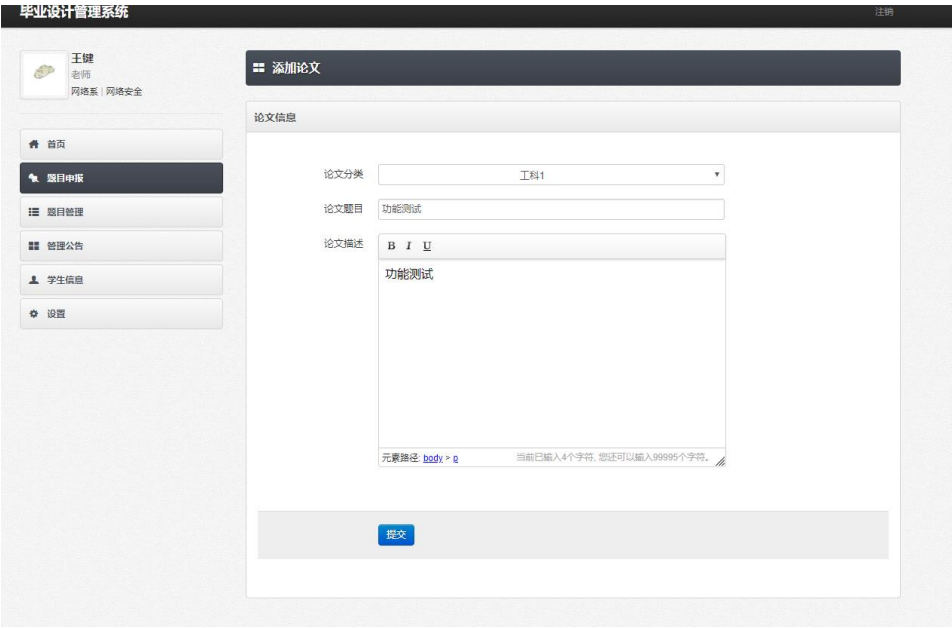 毕业设计管理系统
注销
王键
老师
网络系 | 网络安全
添加论文
论文信息
首页
题目申报
题目管理
管理公告
学生信息
设置
论文分类
工科1
论文题目
功能测试
论文描述
B I U
功能测试
元素路径: body > p
当前已输入4个字符, 您还可以输入99995个字符。
提交